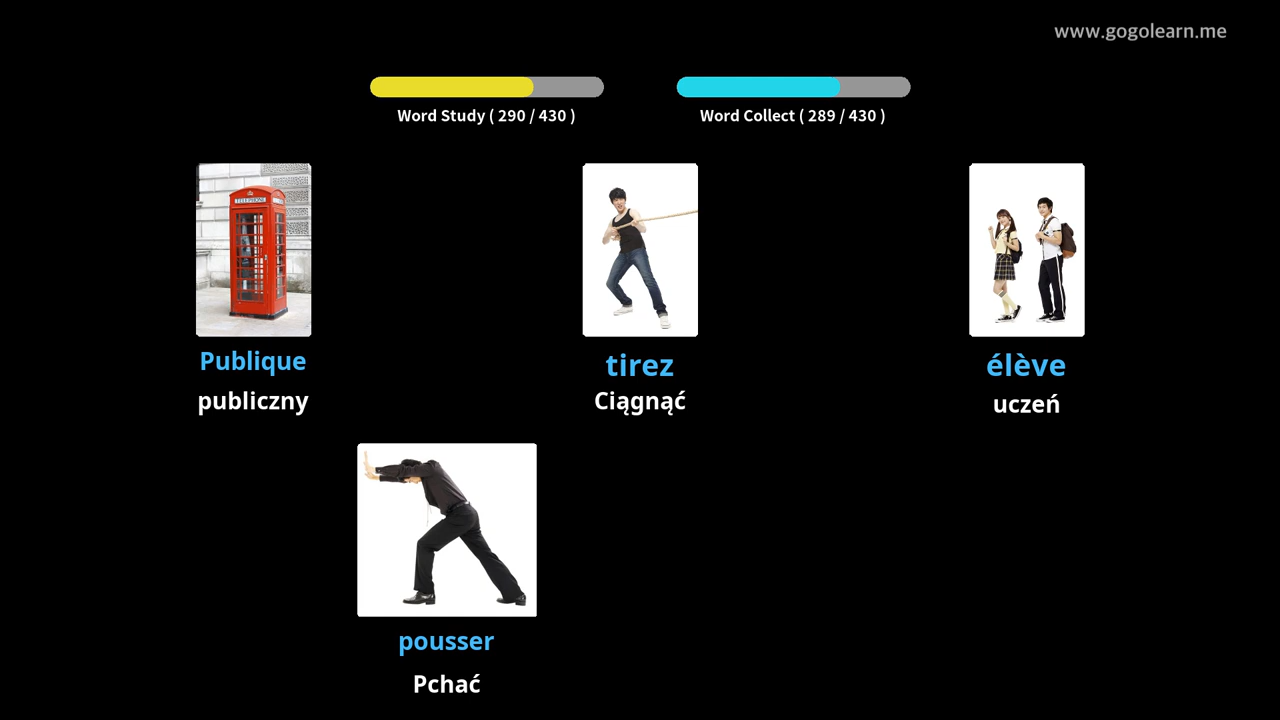 www.gogolearn.me
Word Study ( 290 / 430 )
Word Collect ( 289 / 430 )
TELEPHONE
Publique
publiczny
tirez
Ciągnąć
élève
uczeń
pousser
Pchać